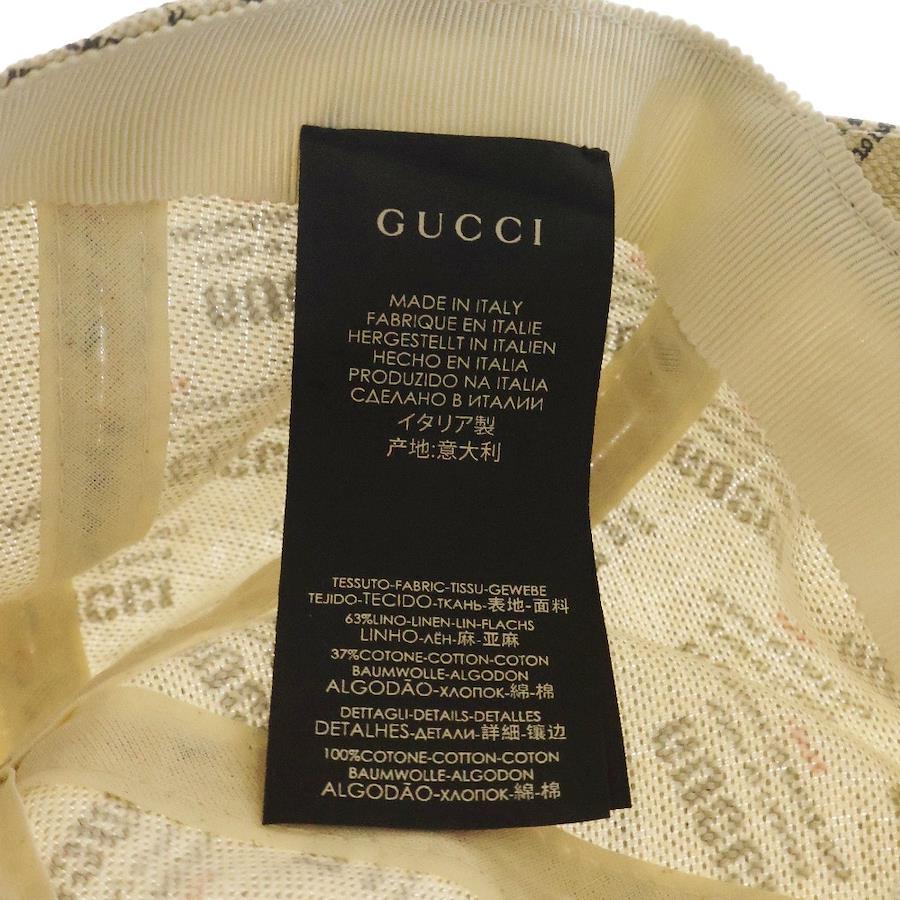 GUCCI
MADE IN ITALY
FABRIQUE EN ITALIE
HERGESTELLT IN ITALIEN
HECHO EN ITALIA
PRODUZIDO NA ITALIA
СДЕЛАНО В ИТАЛИИ
イタリア製
产地:意大利
TESSUTO-FABRIC-TISSU-GEWEBE
TEJIDO-TECIDO-ТКАНЬ-表地-面料
63%LINO-LINEN-LIN-FLACHS
LINHO-ЛЁН-麻-亚麻
37%COTONE-COTTON-COTON
BAUMWOLLE-ALGODON
ALGODÃO-ХЛОПОК-綿-棉
DETTAGLI-DETAILS-DETALLES
DETALHES-ДЕТАЛИ-詳細-镶边
100%COTONE-COTTON-COTON
BAUMWOLLE-ALGODON
ALGODÃO-ХЛОПОК-綿-棉